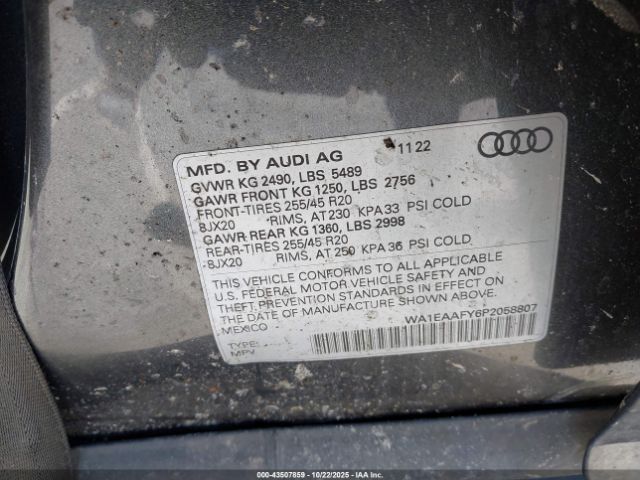 MFD. BY AUDI AG 11 22
GVWR KG 2490, LBS 5489
GAWR FRONT KG 1250, LBS 2756
FRONT-TIRES 255/45 R20
8JX20 RIMS, AT 230 KPA 33 PSI COLD
GAWR REAR KG 1360, LBS 2998
REAR-TIRES 255/45 R20
8JX20 RIMS, AT 250 KPA 36 PSI COLD
THIS VEHICLE CONFORMS TO ALL APPLICABLE
U.S. FEDERAL MOTOR VEHICLE SAFETY AND
THEFT PREVENTION STANDARDS IN EFFECT ON
THE DATE OF MANUFACTURE SHOWN ABOVE.
MEXICO WA1EAAFY6P2058807
TYPE:
MPV
100-43507859 | 10/22/2025 | Copyright © IAA, LLC